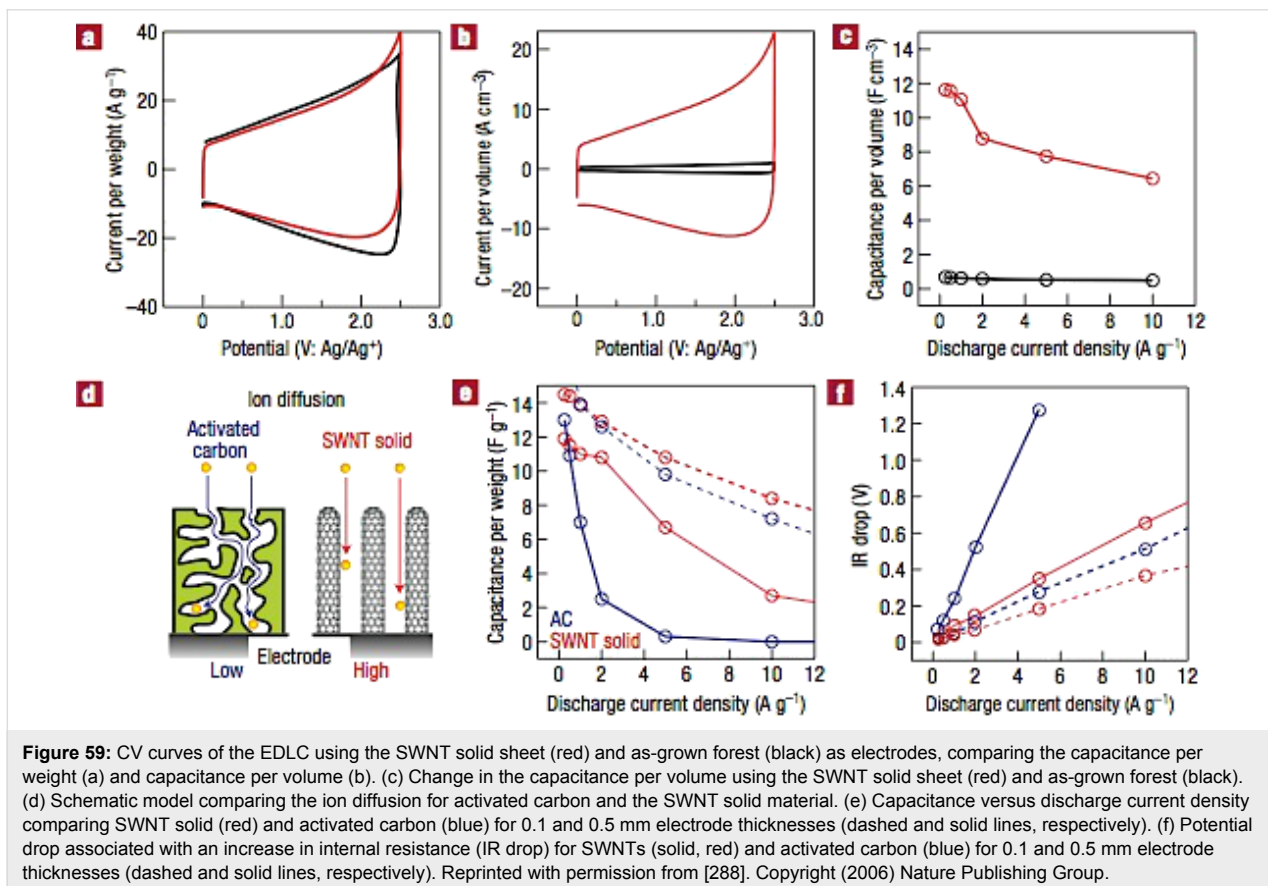 a
Current per weight (A g⁻¹)
40
20
0
−20
−40
0
1.0
2.0
3.0
Potential (V: Ag/Ag⁺)
b
Current per volume (A cm⁻³)
20
10
0
−10
−20
0
1.0
2.0
3.0
Potential (V: Ag/Ag⁺)
c
Capacitance per volume (F cm⁻³)
14
12
10
8
6
4
2
0
0 2 4 6 8 10 12
Discharge current density (A g⁻¹)
d
Ion diffusion
Activated
carbon
SWNT solid
Electrode
Low
High
e
Capacitance per weight (F g⁻¹)
14
12
10
8
6
4
2
0
AC
SWNT solid
0 2 4 6 8 10 12
Discharge current density (A g⁻¹)
f
IR drop (V)
1.4
1.2
1.0
0.8
0.6
0.4
0.2
0
0 2 4 6 8 10 12
Discharge current density (A g⁻¹)
Figure 59: CV curves of the EDLC using the SWNT solid sheet (red) and as-grown forest (black) as electrodes, comparing the capacitance per
weight (a) and capacitance per volume (b). (c) Change in the capacitance per volume using the SWNT solid sheet (red) and as-grown forest (black).
(d) Schematic model comparing the ion diffusion for activated carbon and the SWNT solid material. (e) Capacitance versus discharge current density
comparing SWNT solid (red) and activated carbon (blue) for 0.1 and 0.5 mm electrode thicknesses (dashed and solid lines, respectively). (f) Potential
drop associated with an increase in internal resistance (IR drop) for SWNTs (solid, red) and activated carbon (blue) for 0.1 and 0.5 mm electrode
thicknesses (dashed and solid lines, respectively). Reprinted with permission from [288]. Copyright (2006) Nature Publishing Group.